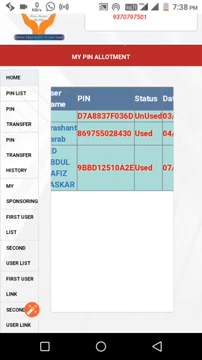 7:38 PM
9370797501
MY PIN ALLOTMENT
HOME
PIN LIST
PIN
TRANSFER
PIN
TRANSFER
HISTORY
MY
SPONSORING
FIRST USER
LIST
SECOND
USER LIST
FIRST USER
LINK
SECOND
USER LINK
ser
ame
PIN
Status
Dat
D7A8837F036D
UnUsed
03/
rashant
arab
869755028430
Used
04/
D
BDUL
AFIZ
ASKAR
9BBD12510A2E
Used
07/